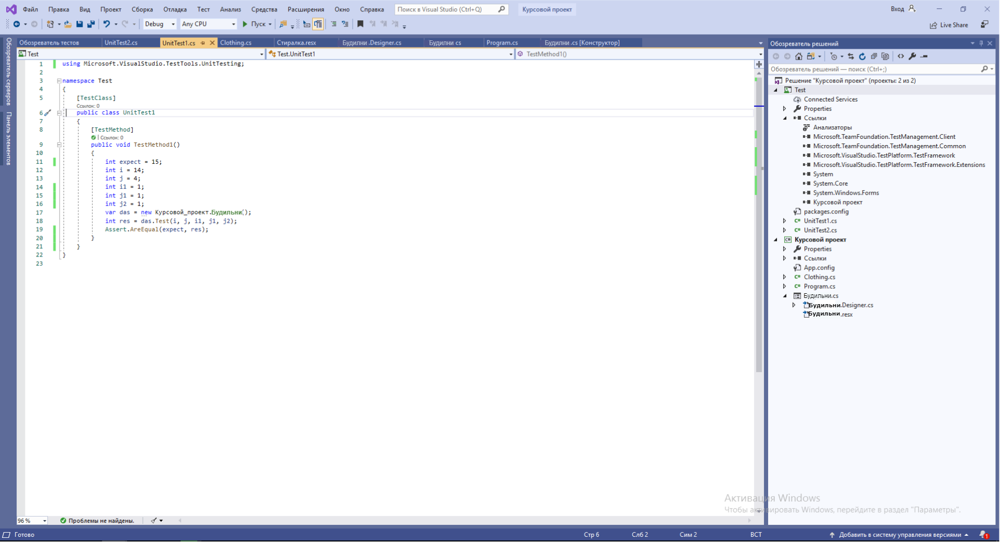 Файл Правка Вид Проект Сборка Отладка Тест Анализ Средства Расширения Окно Справка Поиск в Visual Studio (Ctrl+Q) Курсовой проект Вход
Debug Any CPU Пуск Live Share
Обозреватель серверов
Панель элементов
Обозреватель тестов UnitTest2.cs UnitTest1.cs Clothing.cs Стиралка.resx Будилни .Designer.cs Будилни cs Program.cs Будилни .cs [Конструктор]
Test Test.UnitTest1 TestMethod1()
1 using Microsoft.VisualStudio.TestTools.UnitTesting;
2
3 namespace Test
4 {
5 [TestClass]
Ссылок: 0
6 public class UnitTest1
7 {
8 [TestMethod]
| Ссылок: 0
9 public void TestMethod1()
10 {
11 int expect = 15;
12 int i = 14;
13 int j = 4;
14 int i1 = 1;
15 int j1 = 1;
16 int j2 = 1;
17 var das = new Курсовой_проект.Будильни();
18 int res = das.Test(i, j, i1, j1, j2);
19 Assert.AreEqual(expect, res);
20 }
21 }
22 }
23
96 % Проблемы не найдены.
Обозреватель решений
Обозреватель решений — поиск (Ctrl+;)
Решение "Курсовой проект" (проекты: 2 из 2)
Test
Connected Services
Properties
Ссылки
Анализаторы
Microsoft.TeamFoundation.TestManagement.Client
Microsoft.TeamFoundation.TestManagement.Common
Microsoft.VisualStudio.TestPlatform.TestFramework
Microsoft.VisualStudio.TestPlatform.TestFramework.Extensions
System
System.Core
System.Windows.Forms
Курсовой проект
packages.config
C# UnitTest1.cs
C# UnitTest2.cs
C# Курсовой проект
Properties
Ссылки
App.config
C# Clothing.cs
C# Program.cs
Будильни.cs
Будильни.Designer.cs
Будильни.resx
Активация Windows
Чтобы активировать Windows, перейдите в раздел "Параметры".
Готово Стр 6 Слб 2 Сим 2 ВСТ Добавить в систему управления версиями 1